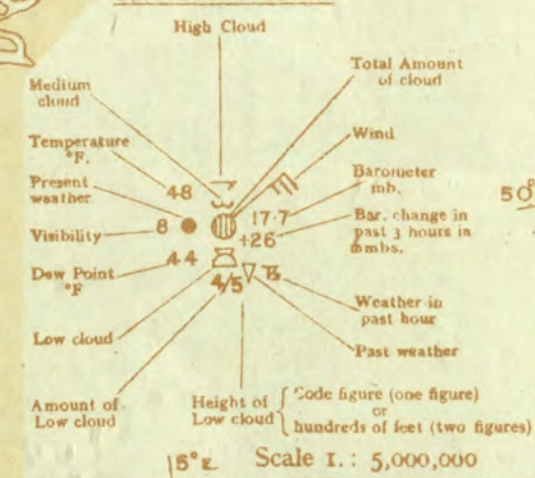 High Cloud
Total Amount
of cloud
Medium
cloud
Wind
Temperature
°F.
Barometer
mb.
Present
weather
48
50°
17.7
Bar. change in
past 3 hours in
mbs.
Visibility
8
+26
44
Dew Point
°F
4/5
Weather in
past hour
Low cloud
Past weather
Amount of
Low cloud
Height of
Low cloud
Code figure (one figure)
or
hundreds of feet (two figures)
15°E
Scale 1.: 5,000,000